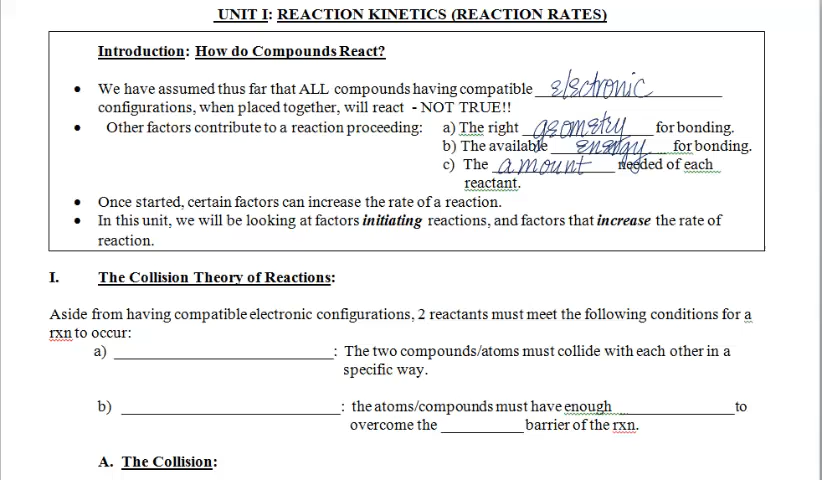 UNIT I: REACTION KINETICS (REACTION RATES)
Introduction: How do Compounds React?
• We have assumed thus far that ALL compounds having compatible electronic
configurations, when placed together, will react - NOT TRUE!!
• Other factors contribute to a reaction proceeding: a) The right geometry for bonding.
b) The available energy for bonding.
c) The amount needed of each
reactant.
• Once started, certain factors can increase the rate of a reaction.
• In this unit, we will be looking at factors initiating reactions, and factors that increase the rate of
reaction.
I. The Collision Theory of Reactions:
Aside from having compatible electronic configurations, 2 reactants must meet the following conditions for a
rxn to occur:
a) ____________________: The two compounds/atoms must collide with each other in a
specific way.
b) ____________________: the atoms/compounds must have enough __________ to
overcome the ________ barrier of the rxn.
A. The Collision: